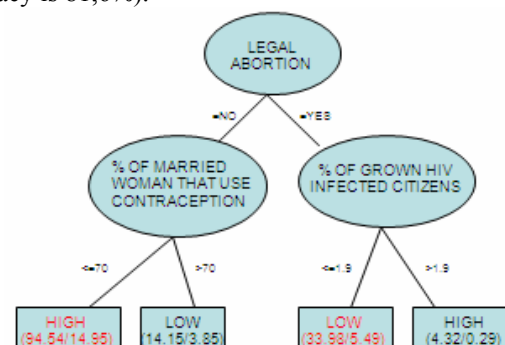 LEGAL
ABORTION
=NO
=YES
% OF MARRIED
WOMAN THAT USE
CONTRACEPTION
% OF GROWN HIV
INFECTED CITIZENS
<=70
>70
<=1.9
>1.9
HIGH
(94.54/14.95)
LOW
(14.15/3.85)
LOW
(33.98/5.49)
HIGH
(4.32/0.29)